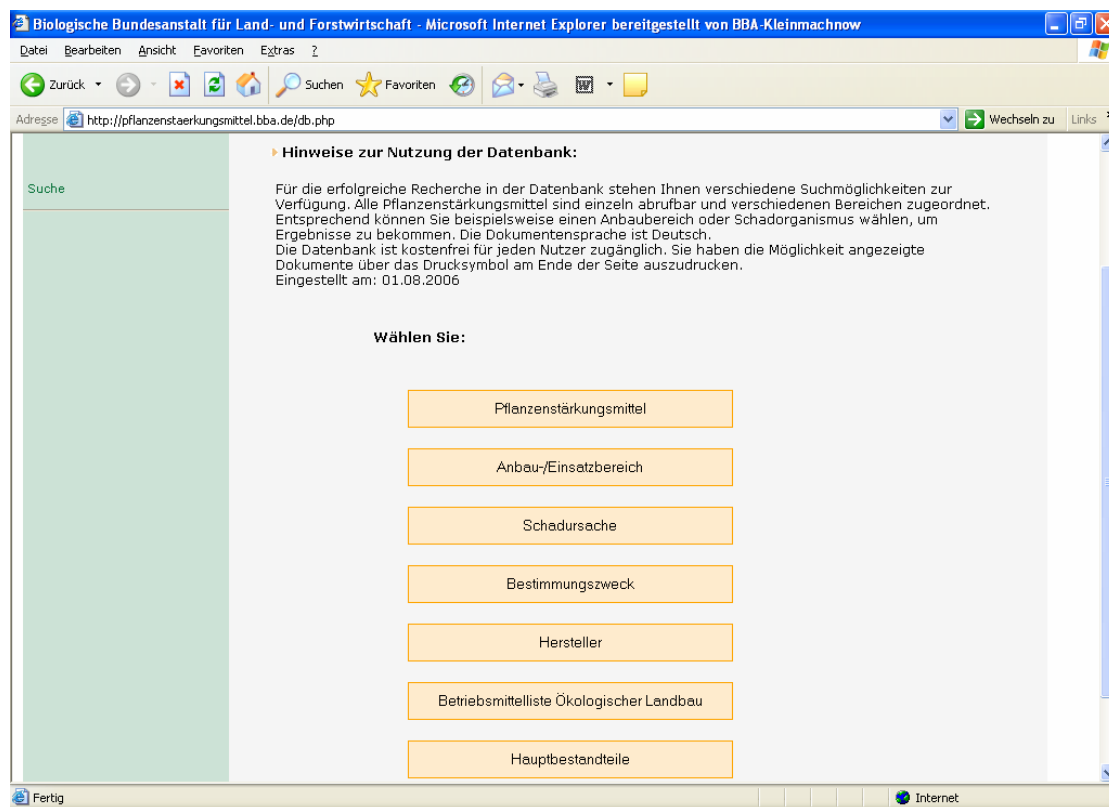 Biologische Bundesanstalt für Land- und Forstwirtschaft - Microsoft Internet Explorer bereitgestellt von BBA-Kleinmachnow
Datei Bearbeiten Ansicht Favoriten Extras ?
Zurück Suchen Favoriten
Adresse http://pflanzenstaerkungsmittel.bba.de/db.php Wechseln zu Links
Hinweise zur Nutzung der Datenbank:
Suche
Für die erfolgreiche Recherche in der Datenbank stehen Ihnen verschiedene Suchmöglichkeiten zur
Verfügung. Alle Pflanzenstärkungsmittel sind einzeln abrufbar und verschiedenen Bereichen zugeordnet.
Entsprechend können Sie beispielsweise einen Anbaubereich oder Schadorganismus wählen, um
Ergebnisse zu bekommen. Die Dokumentensprache ist Deutsch.
Die Datenbank ist kostenfrei für jeden Nutzer zugänglich. Sie haben die Möglichkeit angezeigte
Dokumente über das Drucksymbol am Ende der Seite auszudrucken.
Eingestellt am: 01.08.2006
Wählen Sie:
Pflanzenstärkungsmittel
Anbau-/Einsatzbereich
Schadursache
Bestimmungszweck
Hersteller
Betriebsmittelliste Ökologischer Landbau
Hauptbestandteile
Fertig Internet